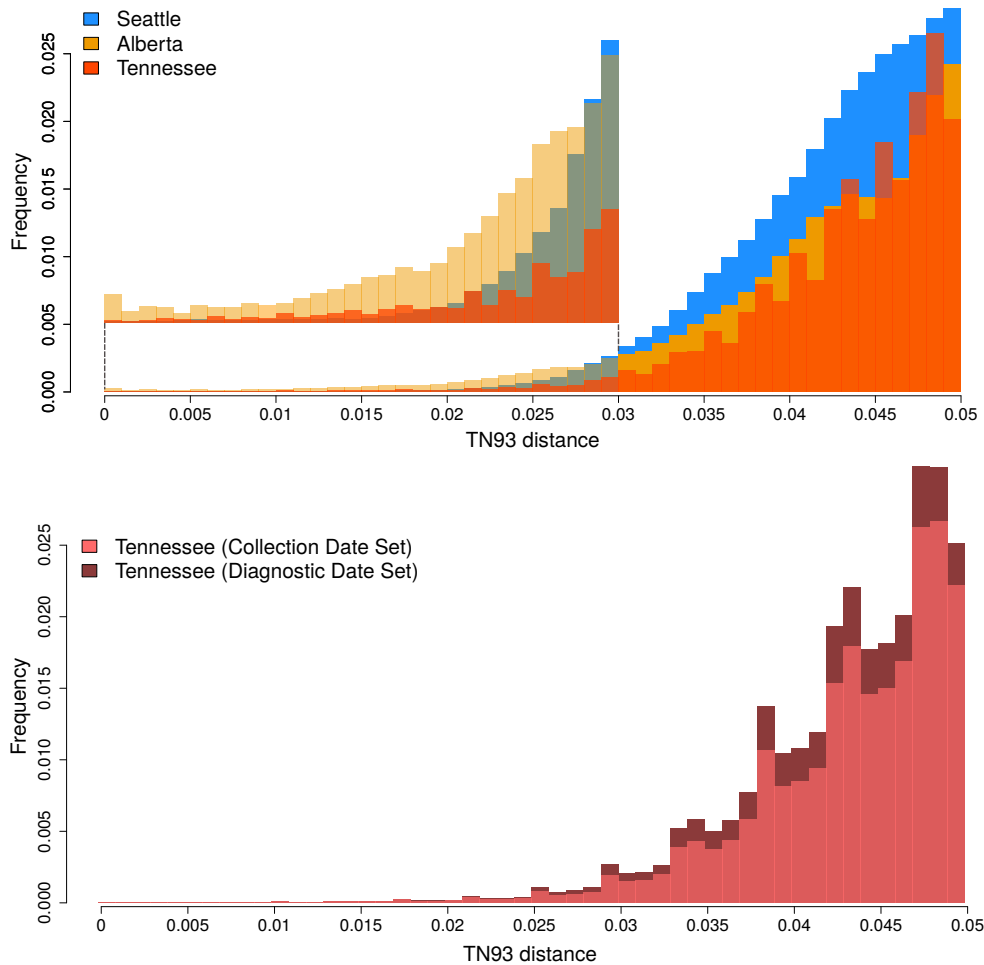 Seattle
Alberta
Tennessee
Frequency
0.000 0.005 0.010 0.015 0.020 0.025
0 0.005 0.01 0.015 0.02 0.025 0.03 0.035 0.04 0.045 0.05
TN93 distance
Tennessee (Collection Date Set)
Tennessee (Diagnostic Date Set)
Frequency
0.000 0.005 0.010 0.015 0.020 0.025
0 0.005 0.01 0.015 0.02 0.025 0.03 0.035 0.04 0.045 0.05
TN93 distance